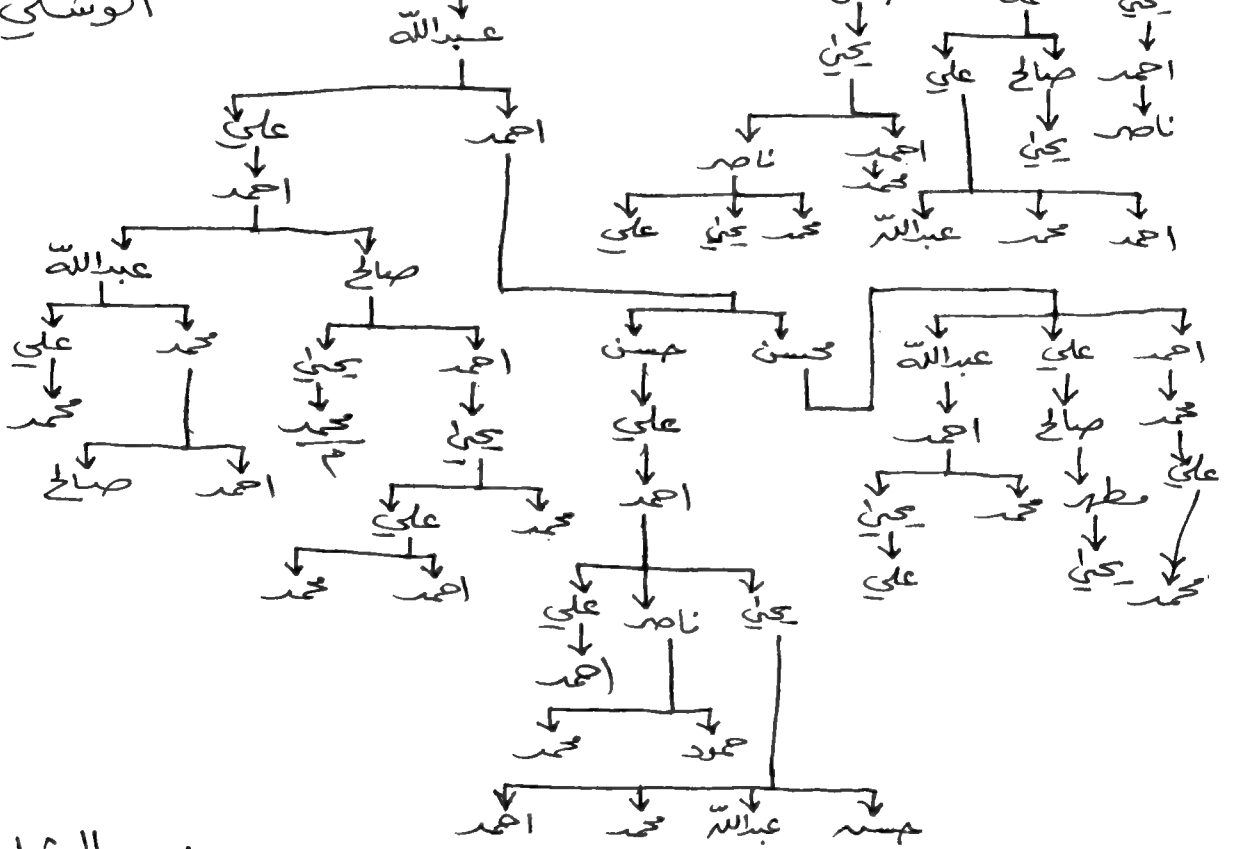 الوشلي
عبدالله
يحيى
علي صالح احمد
علي احمد
ناصر احمد يحيى ناصر
احمد محمد
علي يحيى محمد عبدالله محمد احمد
عبدالله صالح
علي محمد يحيى احمد حسن محسن عبدالله علي احمد
محمد محمد يحيى علي احمد صالح محمد
م
صالح احمد احمد يحيى محمد مطهر علي
علي محمد
محمد احمد علي ناصر يحيى علي يحيى محمد
احمد
محمد حمود
احمد محمد عبدالله حسن